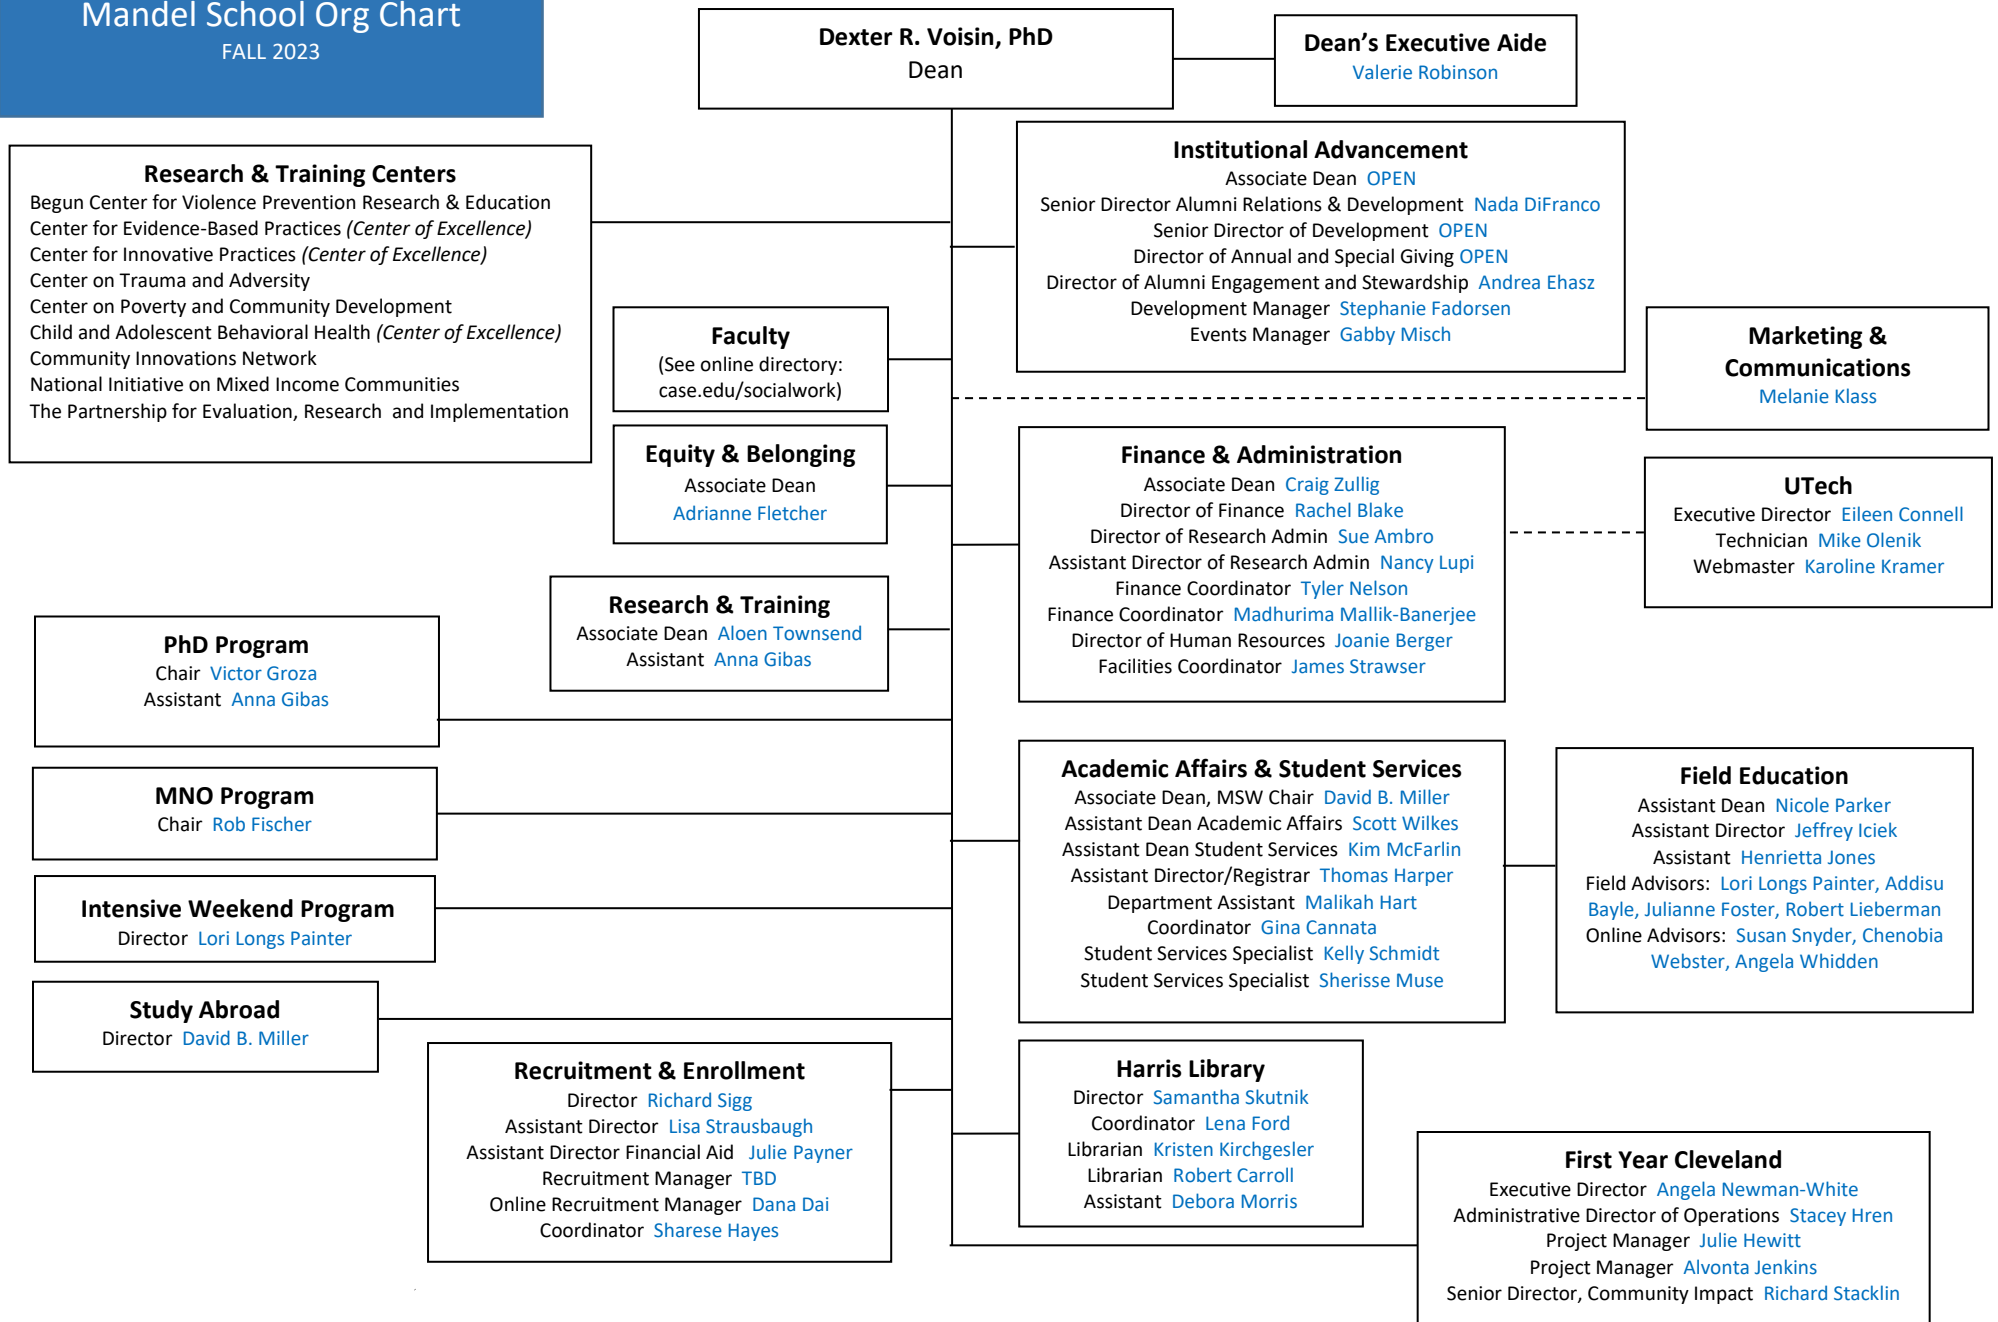 Mandel School Org Chart
FALL 2023
Dexter R. Voisin, PhD
Dean
Dean's Executive Aide
Valerie Robinson
Research & Training Centers
Begun Center for Violence Prevention Research & Education
Center for Evidence-Based Practices (Center of Excellence)
Center for Innovative Practices (Center of Excellence)
Center on Trauma and Adversity
Center on Poverty and Community Development
Child and Adolescent Behavioral Health (Center of Excellence)
Community Innovations Network
National Initiative on Mixed Income Communities
The Partnership for Evaluation, Research and Implementation
Institutional Advancement
Associate Dean OPEN
Senior Director Alumni Relations & Development Nada DiFranco
Senior Director of Development OPEN
Director of Annual and Special Giving OPEN
Director of Alumni Engagement and Stewardship Andrea Ehasz
Development Manager Stephanie Fadorsen
Events Manager Gabby Misch
Faculty
(See online directory:
case.edu/socialwork)
Marketing &
Communications
Melanie Klass
Equity & Belonging
Associate Dean
Adrianne Fletcher
Finance & Administration
Associate Dean Craig Zullig
Director of Finance Rachel Blake
Director of Research Admin Sue Ambro
Assistant Director of Research Admin Nancy Lupi
Finance Coordinator Tyler Nelson
Finance Coordinator Madhurima Mallik-Banerjee
Director of Human Resources Joanie Berger
Facilities Coordinator James Strawser
UTech
Executive Director Eileen Connell
Technician Mike Olenik
Webmaster Karoline Kramer
Research & Training
Associate Dean Aloen Townsend
Assistant Anna Gibas
PhD Program
Chair Victor Groza
Assistant Anna Gibas
MNO Program
Chair Rob Fischer
Intensive Weekend Program
Director Lori Longs Painter
Study Abroad
Director David B. Miller
Academic Affairs & Student Services
Associate Dean, MSW Chair David B. Miller
Assistant Dean Academic Affairs Scott Wilkes
Assistant Dean Student Services Kim McFarlin
Assistant Director/Registrar Thomas Harper
Department Assistant Malikah Hart
Coordinator Gina Cannata
Student Services Specialist Kelly Schmidt
Student Services Specialist Sherisse Muse
Field Education
Assistant Dean Nicole Parker
Assistant Director Jeffrey Iciek
Assistant Henrietta Jones
Field Advisors: Lori Longs Painter, Addisu
Bayle, Julianne Foster, Robert Lieberman
Online Advisors: Susan Snyder, Chenobia
Webster, Angela Whidden
Recruitment & Enrollment
Director Richard Sigg
Assistant Director Lisa Strausbaugh
Assistant Director Financial Aid Julie Payner
Recruitment Manager TBD
Online Recruitment Manager Dana Dai
Coordinator Sharese Hayes
Harris Library
Director Samantha Skutnik
Coordinator Lena Ford
Librarian Kristen Kirchgesler
Librarian Robert Carroll
Assistant Debora Morris
First Year Cleveland
Executive Director Angela Newman-White
Administrative Director of Operations Stacey Hren
Project Manager Julie Hewitt
Project Manager Alvonta Jenkins
Senior Director, Community Impact Richard Stacklin